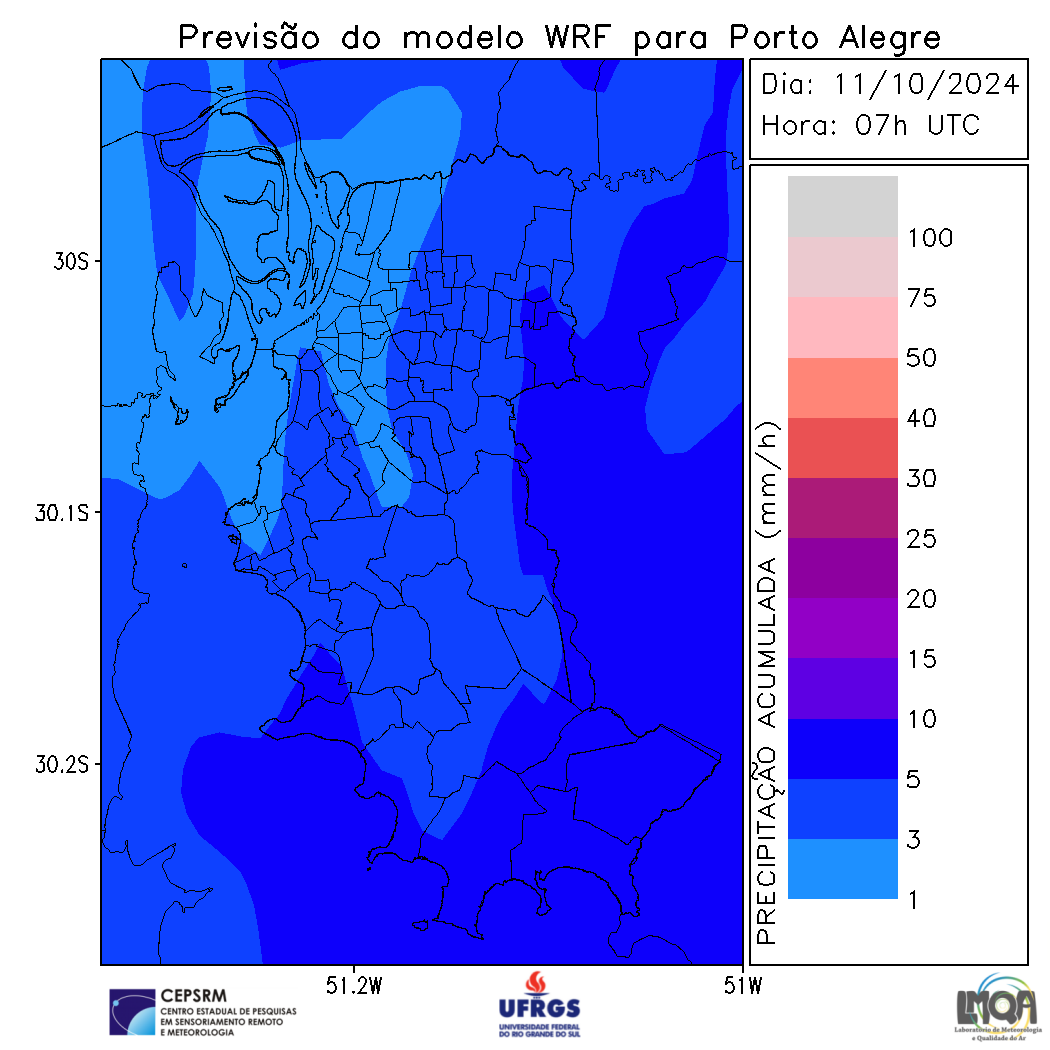 Previsão do modelo WRF para Porto Alegre
Dia: 11/10/2024
Hora: 07h UTC
30S
30.1S
30.2S
51.2W
51W
PRECIPITAÇÃO ACUMULADA (mm/h)
100
75
50
40
30
25
20
15
10
5
3
1
CEPSRM
CENTRO ESTADUAL DE PESQUISAS
EM SENSORIAMENTO REMOTO
E METEOROLOGIA
UFRGS
UNIVERSIDADE FEDERAL
DO RIO GRANDE DO SUL
LMQA
Laboratório de Meteorologia
e Qualidade do Ar